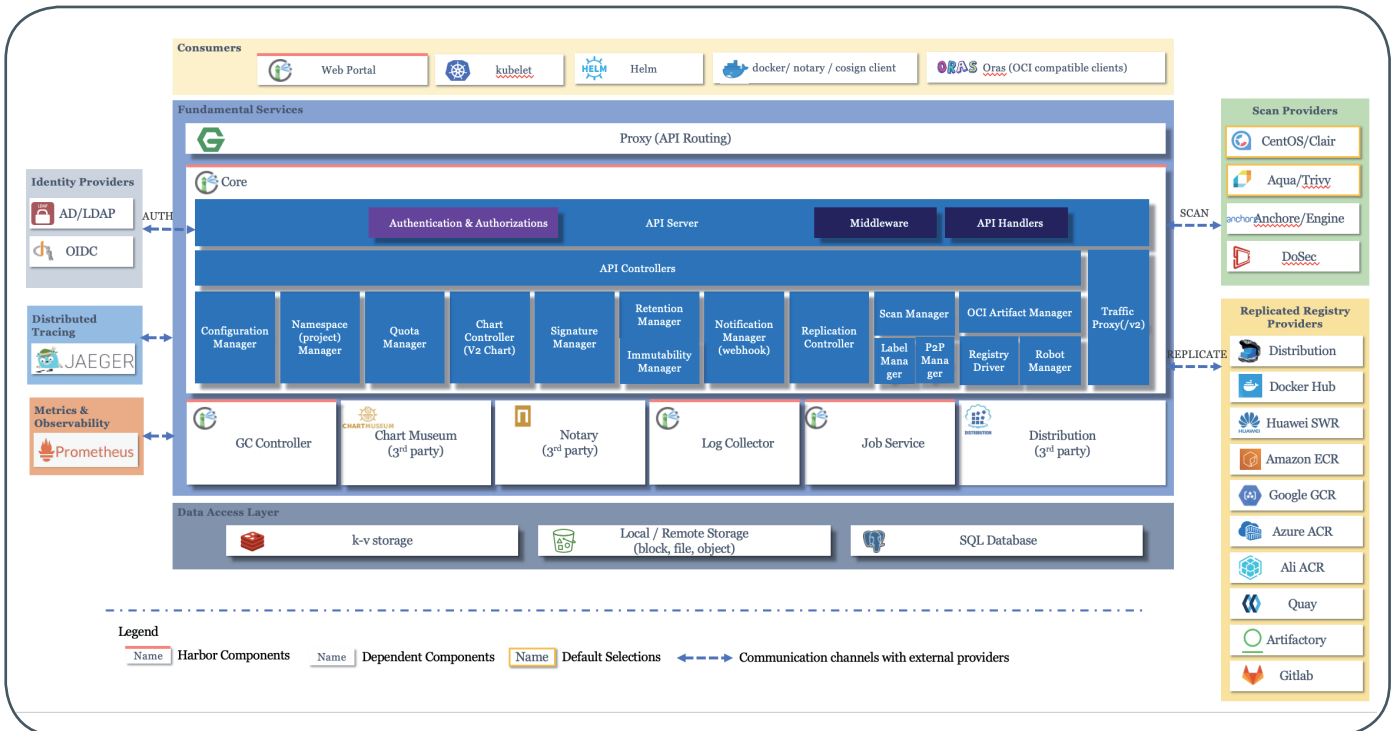 Consumers
Web Portal
kubelet
HELM
Helm
docker/ notary / cosign client
ORAS
Oras (OCI compatible clients)
Fundamental Services
Proxy (API Routing)
Core
Authentication & Authorizations
API Server
Middleware
API Handlers
API Controllers
Configuration
Manager
Namespace
(project)
Manager
Quota
Manager
Chart
Controller
(V2 Chart)
Signature
Manager
Retention
Manager
Immutability
Manager
Notification
Manager
(webhook)
Replication
Controller
Scan Manager
Label
Mana
ger
P2P
Mana
ger
OCI Artifact Manager
Registry
Driver
Robot
Manager
Traffic
Proxy(/v2)
GC Controller
CHARTMUSEUM
Chart Museum
(3rd party)
Notary
(3rd party)
Log Collector
Job Service
DISTRIBUTION
Distribution
(3rd party)
Data Access Layer
k-v storage
Local / Remote Storage
(block, file, object)
SQL Database
Identity Providers
LDAP
AD/LDAP
OIDC
AUTH
Distributed
Tracing
JAEGER
Metrics &
Observability
Prometheus
SCAN
Scan Providers
CentOS/Clair
Aqua/Trivy
anchore
Anchore/Engine
DoSec
REPLICATE
Replicated Registry
Providers
Distribution
Docker Hub
HUAWEI
Huawei SWR
Amazon ECR
Google GCR
Azure ACR
Ali ACR
Quay
Artifactory
Gitlab
Legend
Name
Harbor Components
Name
Dependent Components
Name
Default Selections
Communication channels with external providers